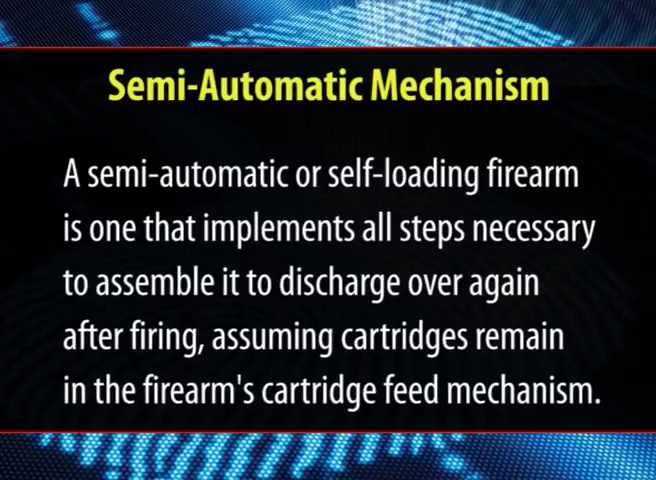 Semi-Automatic Mechanism
A semi-automatic or self-loading firearm
is one that implements all steps necessary
to assemble it to discharge over again
after firing, assuming cartridges remain
in the firearm's cartridge feed mechanism.